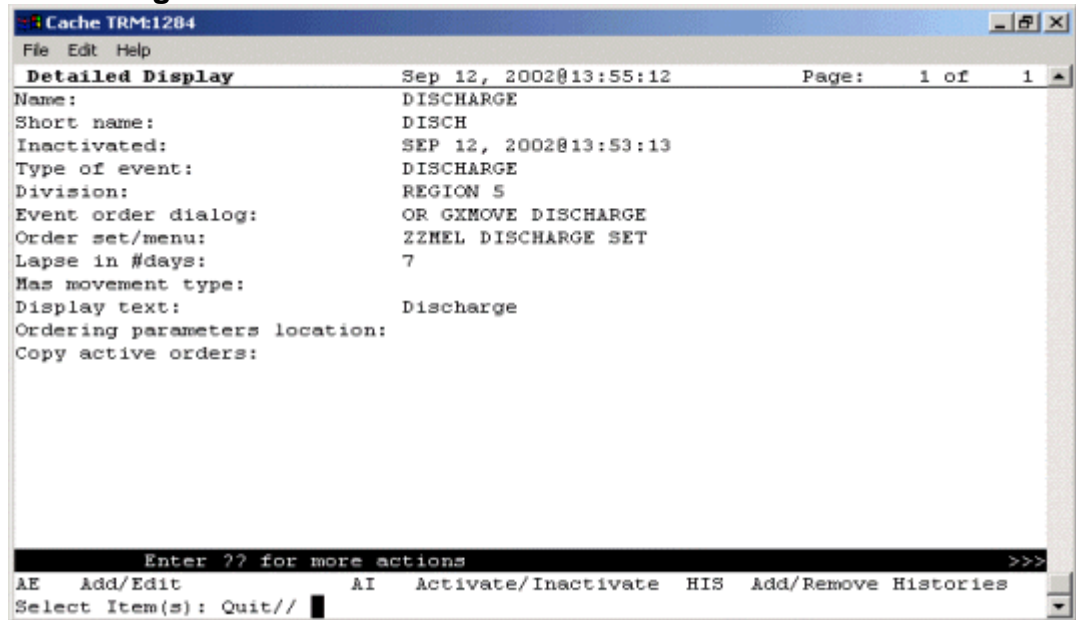 Cache TRM:1284
File Edit Help
Detailed Display Sep 12, 2002@13:55:12 Page: 1 of 1
Name: DISCHARGE
Short name: DISCH
Inactivated: SEP 12, 2002@13:53:13
Type of event: DISCHARGE
Division: REGION 5
Event order dialog: OR GXMOVE DISCHARGE
Order set/menu: ZZMEL DISCHARGE SET
Lapse in #days: 7
Mas movement type:
Display text: Discharge
Ordering parameters location:
Copy active orders:
Enter ?? for more actions >>>
AE Add/Edit AI Activate/Inactivate HIS Add/Remove Histories
Select Item(s): Quit//